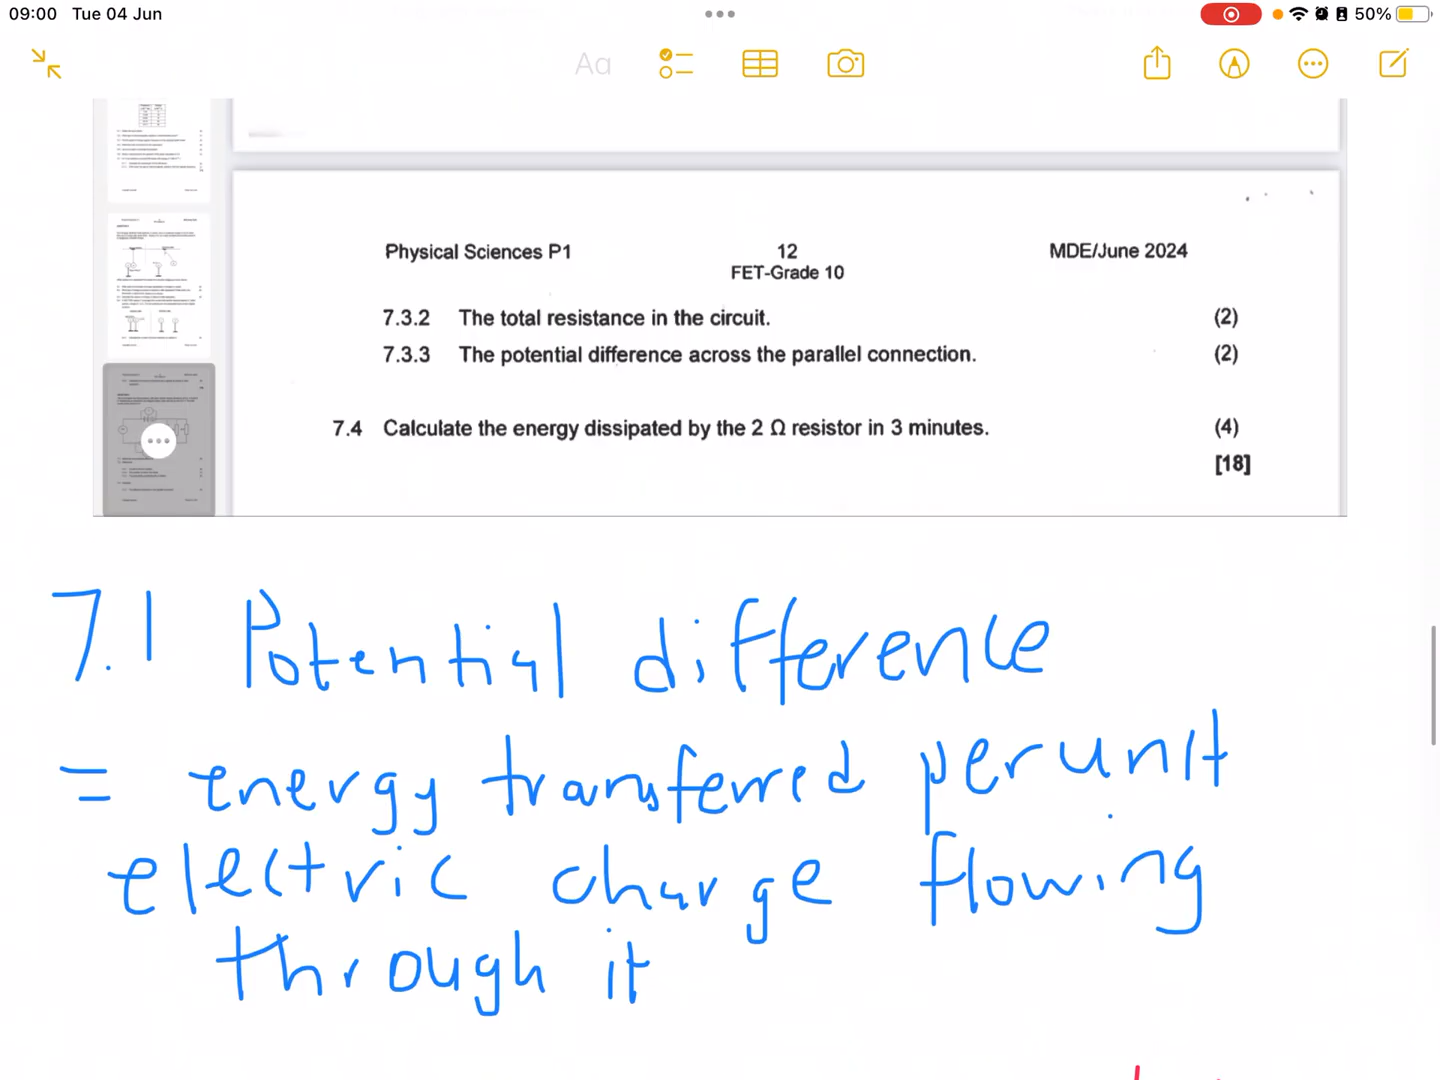 09:00 Tue 04 Jun
50%
Aa
Physical Sciences P1 12 MDE/June 2024
FET-Grade 10
7.3.2 The total resistance in the circuit. (2)
7.3.3 The potential difference across the parallel connection. (2)
7.4 Calculate the energy dissipated by the 2 Ω resistor in 3 minutes. (4)
[18]
7.1 Potential difference
= energy transferred per unit
electric charge flowing
through it